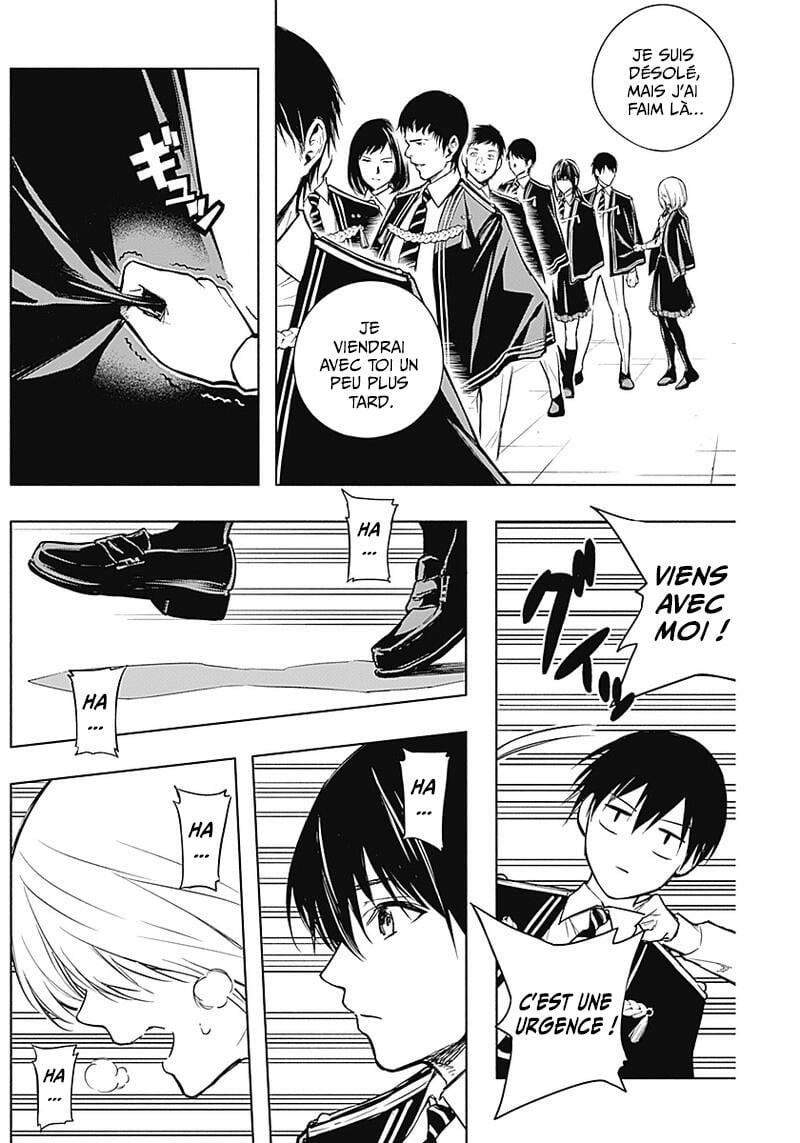 JE SUIS
DÉSOLÉ,
MAIS J'AI
FAIM LÀ...
JE
VIENDRAI
AVEC TOI UN
PEU PLUS
TARD.
ギュッ
VIENS
AVEC
MOI !
グイッ
C'EST UNE
URGENCE !
HA
...
HA
...
HA
...
HA
...
HA
...